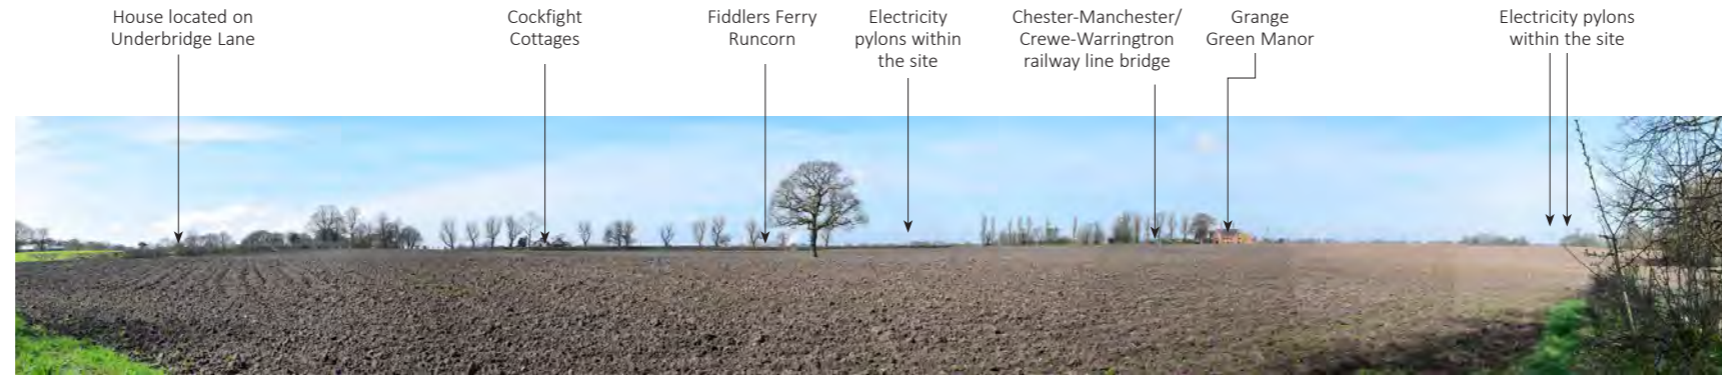 House located on
Underbridge Lane
Cockfight
Cottages
Fiddlers Ferry
Runcorn
Electricity
pylons within
the site
Chester-Manchester/
Crewe-Warringtron
railway line bridge
Grange
Green Manor
Electricity pylons
within the site